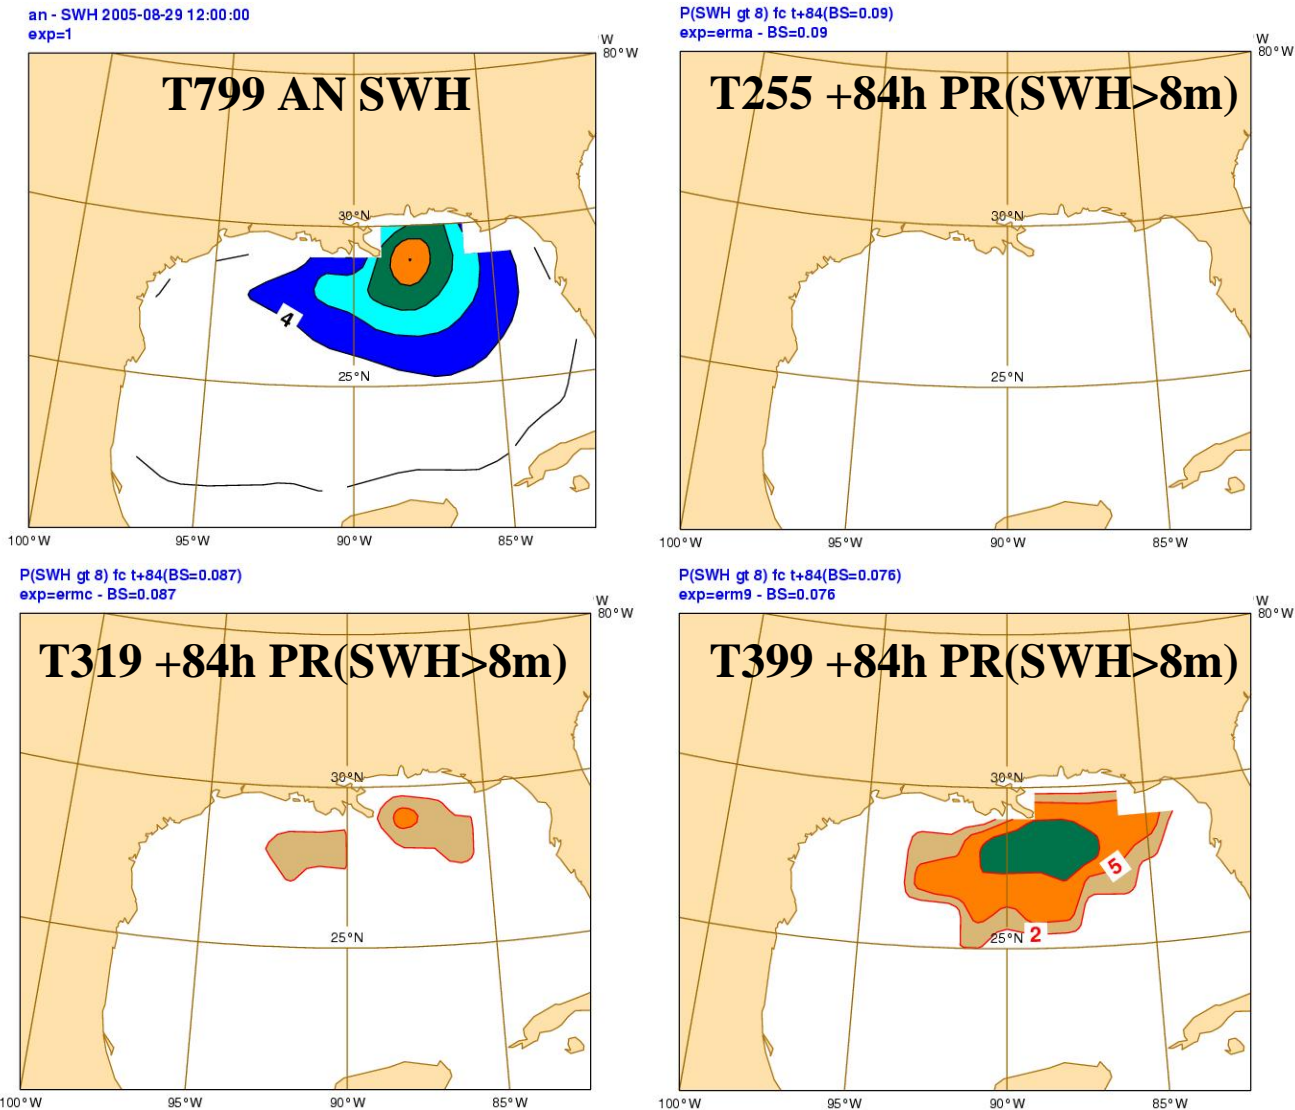 an - SWH 2005-08-29 12:00:00
exp=1
W
80°W
T799 AN SWH
30°N
4
25°N
100°W 95°W 90°W 85°W
P(SWH gt 8) fc t+84(BS=0.09)
exp=erma - BS=0.09
W
80°W
T255 +84h PR(SWH>8m)
30°N
25°N
100°W 95°W 90°W 85°W
P(SWH gt 8) fc t+84(BS=0.087)
exp=ermc - BS=0.087
W
80°W
T319 +84h PR(SWH>8m)
30°N
25°N
100°W 95°W 90°W 85°W
P(SWH gt 8) fc t+84(BS=0.076)
exp=erm9 - BS=0.076
W
80°W
T399 +84h PR(SWH>8m)
30°N
5
25°N 2
100°W 95°W 90°W 85°W